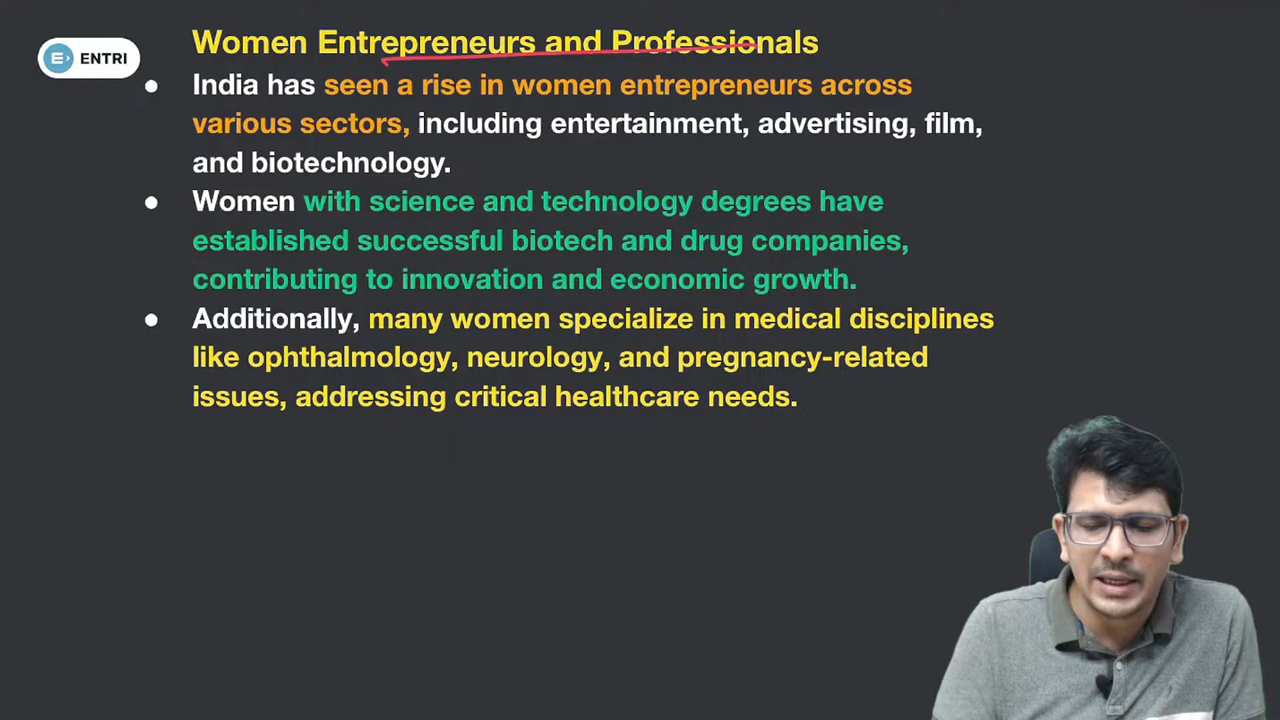 Women Entrepreneurs and Professionals
ENTRI
● India has seen a rise in women entrepreneurs across
various sectors, including entertainment, advertising, film,
and biotechnology.
● Women with science and technology degrees have
established successful biotech and drug companies,
contributing to innovation and economic growth.
● Additionally, many women specialize in medical disciplines
like ophthalmology, neurology, and pregnancy-related
issues, addressing critical healthcare needs.